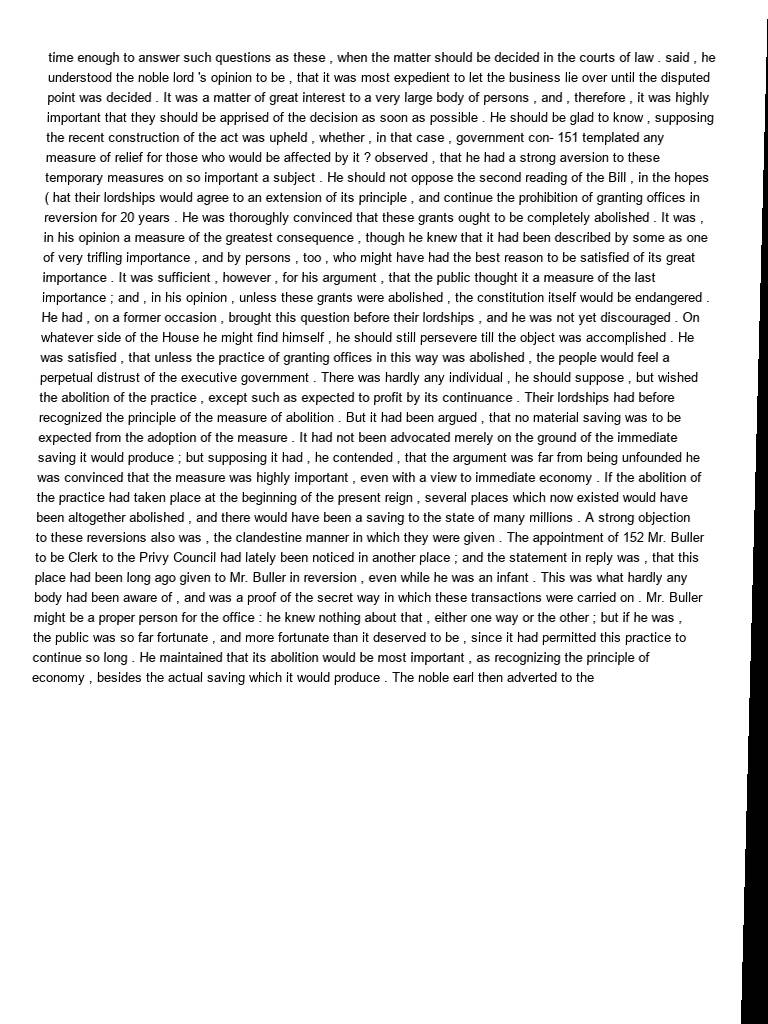 time enough to answer such questions as these , when the matter should be decided in the courts of law . said , he
understood the noble lord 's opinion to be , that it was most expedient to let the business lie over until the disputed
point was decided . It was a matter of great interest to a very large body of persons , and , therefore , it was highly
important that they should be apprised of the decision as soon as possible . He should be glad to know , supposing
the recent construction of the act was upheld , whether , in that case , government con- 151 templated any
measure of relief for those who would be affected by it ? observed , that he had a strong aversion to these
temporary measures on so important a subject . He should not oppose the second reading of the Bill , in the hopes
( hat their lordships would agree to an extension of its principle , and continue the prohibition of granting offices in
reversion for 20 years . He was thoroughly convinced that these grants ought to be completely abolished . It was ,
in his opinion a measure of the greatest consequence , though he knew that it had been described by some as one
of very trifling importance , and by persons , too , who might have had the best reason to be satisfied of its great
importance . It was sufficient , however , for his argument , that the public thought it a measure of the last
importance ; and , in his opinion , unless these grants were abolished , the constitution itself would be endangered .
He had , on a former occasion , brought this question before their lordships , and he was not yet discouraged . On
whatever side of the House he might find himself , he should still persevere till the object was accomplished . He
was satisfied , that unless the practice of granting offices in this way was abolished , the people would feel a
perpetual distrust of the executive government . There was hardly any individual , he should suppose , but wished
the abolition of the practice , except such as expected to profit by its continuance . Their lordships had before
recognized the principle of the measure of abolition . But it had been argued , that no material saving was to be
expected from the adoption of the measure . It had not been advocated merely on the ground of the immediate
saving it would produce ; but supposing it had , he contended , that the argument was far from being unfounded he
was convinced that the measure was highly important , even with a view to immediate economy . If the abolition of
the practice had taken place at the beginning of the present reign , several places which now existed would have
been altogether abolished , and there would have been a saving to the state of many millions . A strong objection
to these reversions also was , the clandestine manner in which they were given . The appointment of 152 Mr. Buller
to be Clerk to the Privy Council had lately been noticed in another place ; and the statement in reply was , that this
place had been long ago given to Mr. Buller in reversion , even while he was an infant . This was what hardly any
body had been aware of , and was a proof of the secret way in which these transactions were carried on . Mr. Buller
might be a proper person for the office : he knew nothing about that , either one way or the other ; but if he was ,
the public was so far fortunate , and more fortunate than it deserved to be , since it had permitted this practice to
continue so long . He maintained that its abolition would be most important , as recognizing the principle of
economy , besides the actual saving which it would produce . The noble earl then adverted to the